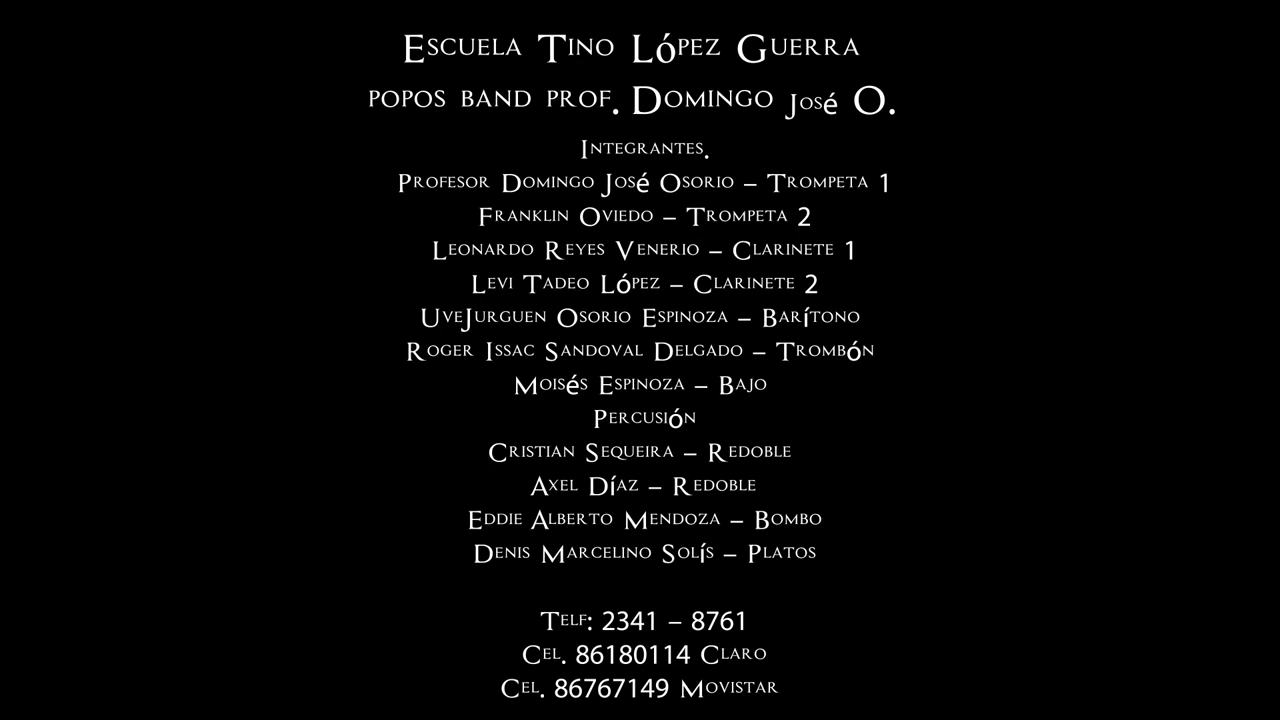 Escuela Tino López Guerra
popos band prof. Domingo José O.
Integrantes.
Profesor Domingo José Osorio – Trompeta 1
Franklin Oviedo – Trompeta 2
Leonardo Reyes Venerio – Clarinete 1
Levi Tadeo López – Clarinete 2
UveJurguen Osorio Espinoza – Barítono
Roger Issac Sandoval Delgado – Trombón
Moisés Espinoza – Bajo
Percusión
Cristian Sequeira – Redoble
Axel Díaz – Redoble
Eddie Alberto Mendoza – Bombo
Denis Marcelino Solís – Platos
Telf: 2341 – 8761
Cel. 86180114 Claro
Cel. 86767149 Movistar